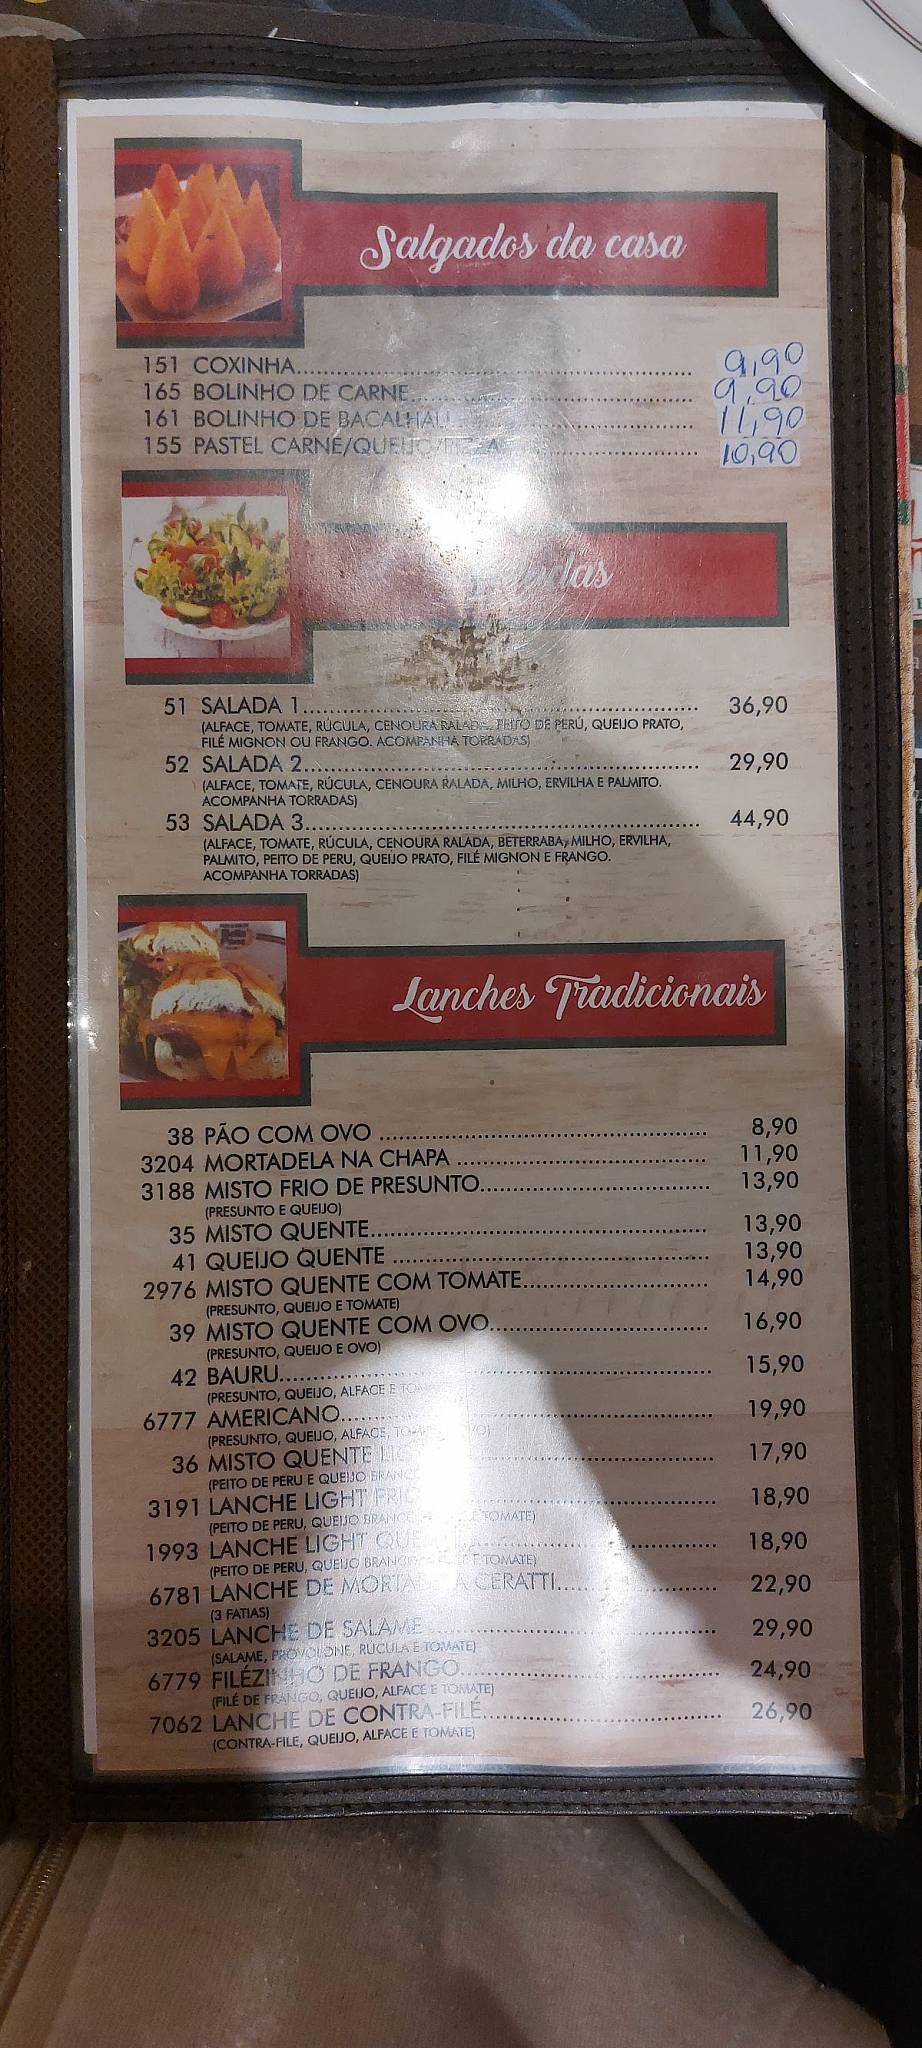 Salgados da casa
151 COXINHA 9,90
165 BOLINHO DE CARNE 9,90
161 BOLINHO DE BACALHAU 11,90
155 PASTEL CARNE/QUEIJO/PIZZA 10,90
51 SALADA 1 36,90
(ALFACE, TOMATE, RÚCULA, CENOURA RALADA, PEITO DE PERÚ, QUEIJO PRATO,
FILÉ MIGNON OU FRANGO. ACOMPANHA TORRADAS)
52 SALADA 2 29,90
(ALFACE, TOMATE, RÚCULA, CENOURA RALADA, MILHO, ERVILHA E PALMITO.
ACOMPANHA TORRADAS)
53 SALADA 3 44,90
(ALFACE, TOMATE, RÚCULA, CENOURA RALADA, BETERRABA, MILHO, ERVILHA,
PALMITO, PEITO DE PERU, QUEIJO PRATO, FILÉ MIGNON E FRANGO.
ACOMPANHA TORRADAS)
Lanches Tradicionais
38 PÃO COM OVO 8,90
3204 MORTADELA NA CHAPA 11,90
3188 MISTO FRIO DE PRESUNTO 13,90
(PRESUNTO E QUEIJO)
35 MISTO QUENTE 13,90
41 QUEIJO QUENTE 13,90
2976 MISTO QUENTE COM TOMATE 14,90
(PRESUNTO, QUEIJO E TOMATE)
39 MISTO QUENTE COM OVO 16,90
(PRESUNTO, QUEIJO E OVO)
42 BAURU 15,90
(PRESUNTO, QUEIJO, ALFACE E
6777 AMERICANO 19,90
(PRESUNTO, QUEIJO, ALFACE,
36 MISTO QUENTE 17,90
(PEITO DE PERU E QUEIJO BRANCO
3191 LANCHE LIGHT FRIO 18,90
(PEITO DE PERU, QUEIJO BRANCO, E TOMATE)
1993 LANCHE LIGHT 18,90
(PEITO DE PERU, QUEIJO BRANCO E TOMATE)
6781 LANCHE DE MORTADELA CERATTI 22,90
(3 FATIAS)
3205 LANCHE DE SALAME 29,90
(SALAME, PROVOLONE, RÚCULA E TOMATE)
6779 FILÉZINHO DE FRANGO 24,90
(FILÉ DE FRANGO, QUEIJO, ALFACE E TOMATE)
7062 LANCHE DE CONTRA-FILÉ 26,90
(CONTRA-FILE, QUEIJO, ALFACE E TOMATE)